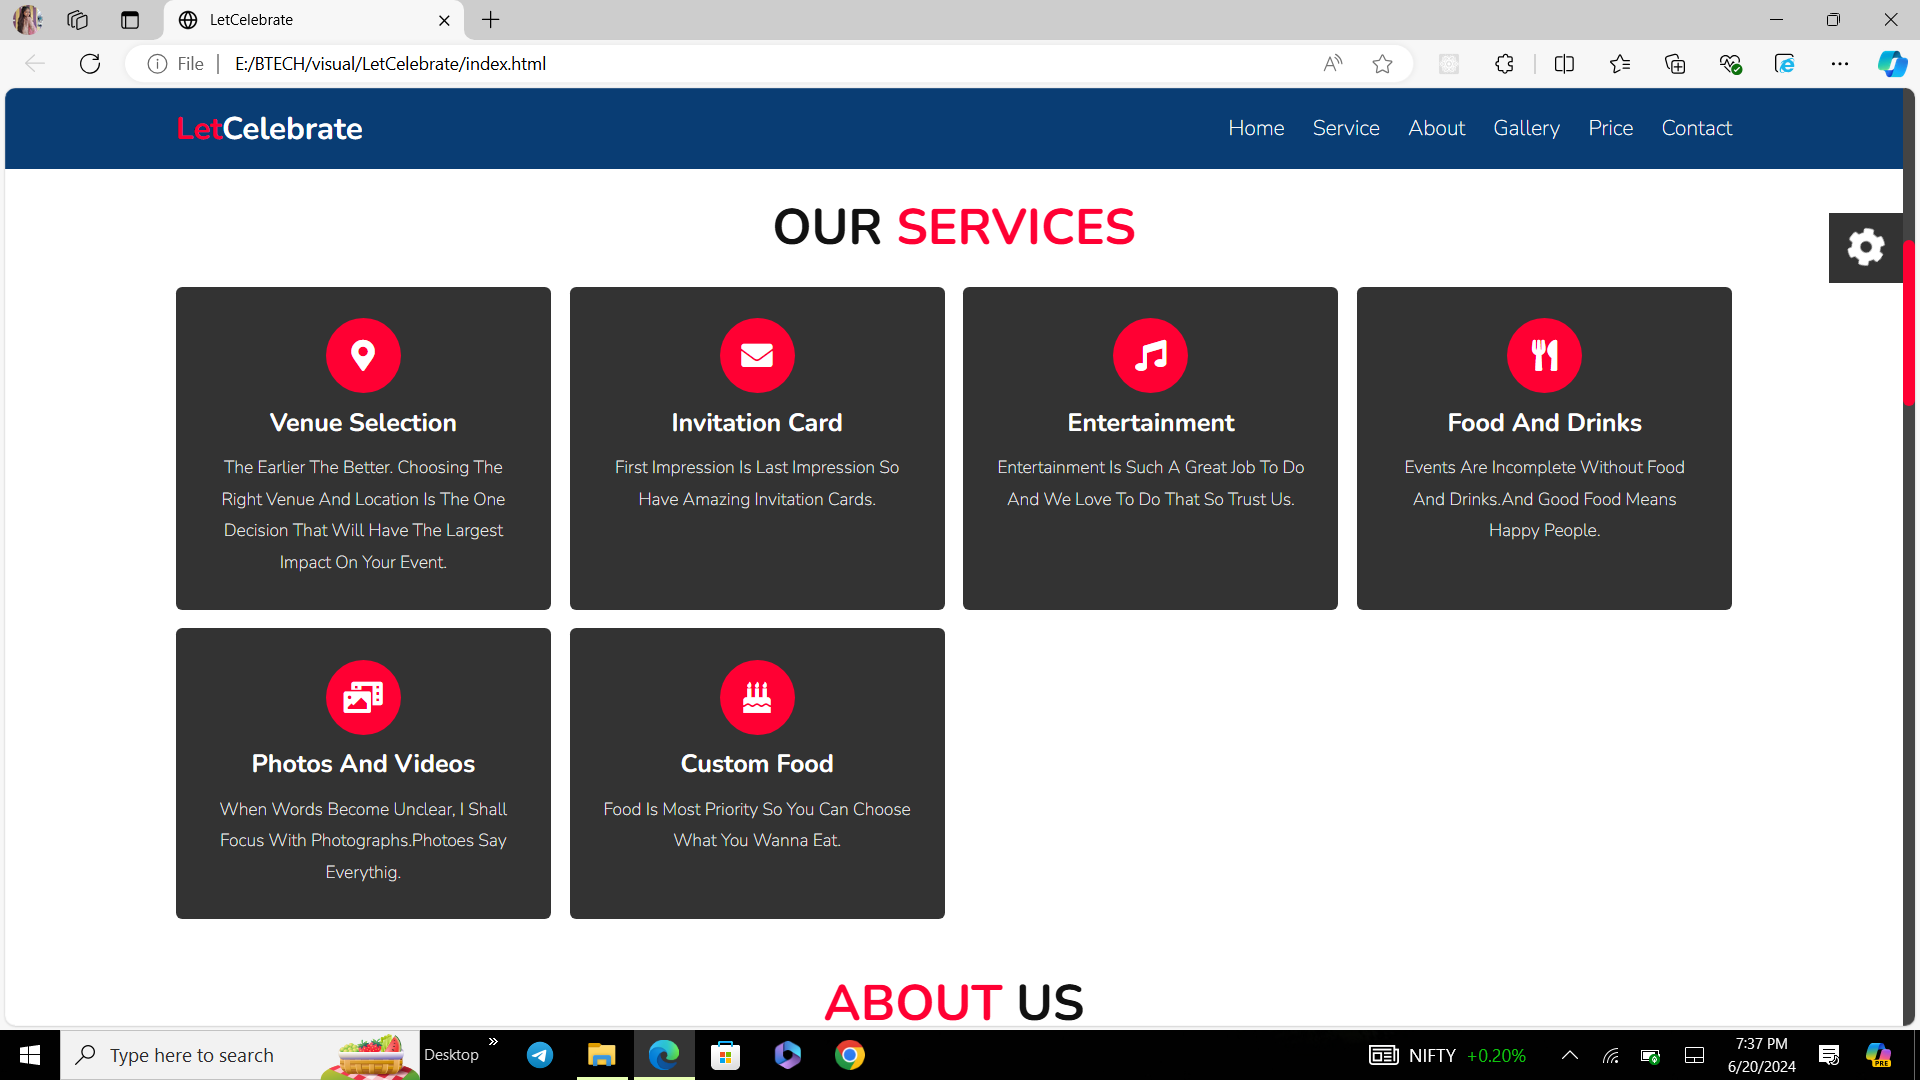 LetCelebrate
File
E:/BTECH/visual/LetCelebrate/index.html
LetCelebrate
Home Service About Gallery Price Contact
OUR SERVICES
Venue Selection
The Earlier The Better. Choosing The
Right Venue And Location Is The One
Decision That Will Have The Largest
Impact On Your Event.
Invitation Card
First Impression Is Last Impression So
Have Amazing Invitation Cards.
Entertainment
Entertainment Is Such A Great Job To Do
And We Love To Do That So Trust Us.
Food And Drinks
Events Are Incomplete Without Food
And Drinks.And Good Food Means
Happy People.
Photos And Videos
When Words Become Unclear, I Shall
Focus With Photographs.Photoes Say
Everythig.
Custom Food
Food Is Most Priority So You Can Choose
What You Wanna Eat.
ABOUT US
Type here to search
Desktop
NIFTY +0.20%
7:37 PM
6/20/2024
PRE